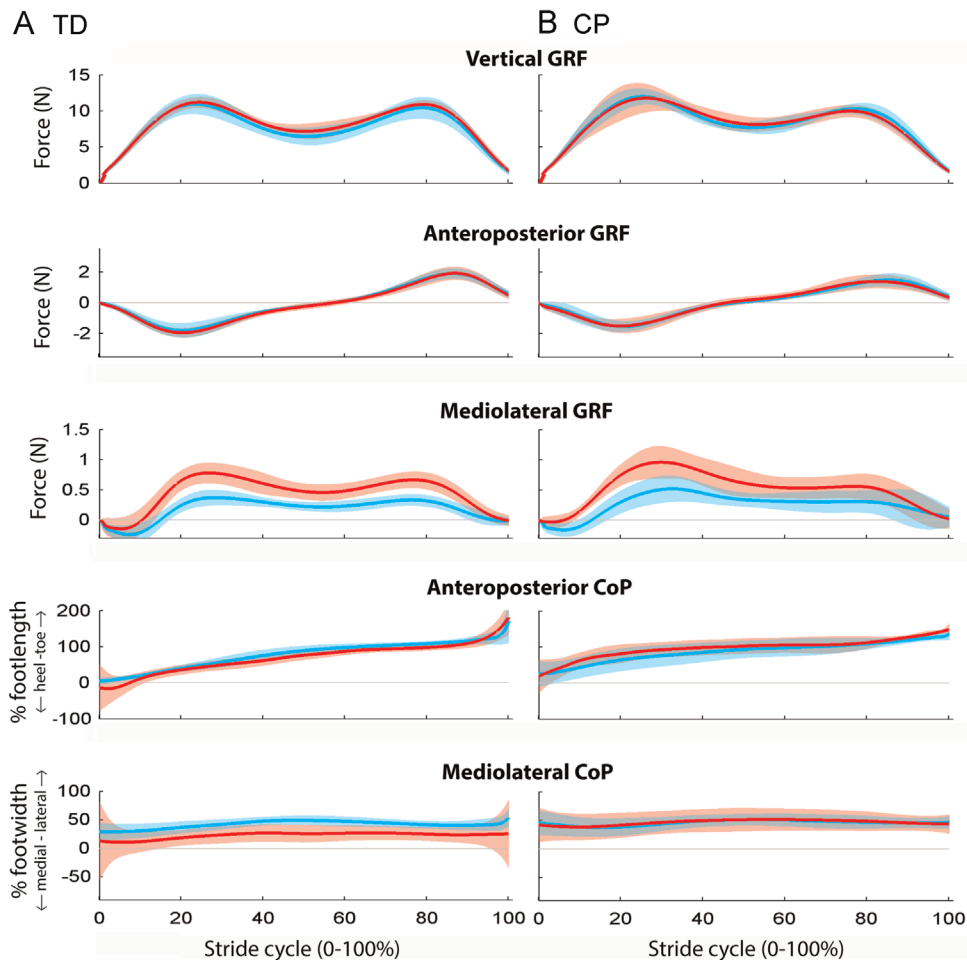 A TD
B CP
Vertical GRF
Force (N)
15
10
5
0
Anteroposterior GRF
Force (N)
2
0
-2
Mediolateral GRF
Force (N)
1.5
1
0.5
0
Anteroposterior CoP
% footlength
← heel-toe →
200
100
0
-100
Mediolateral CoP
% footwidth
← medial - lateral →
100
50
0
-50
0 20 40 60 80 100
0 20 40 60 80 100
Stride cycle (0-100%)
Stride cycle (0-100%)